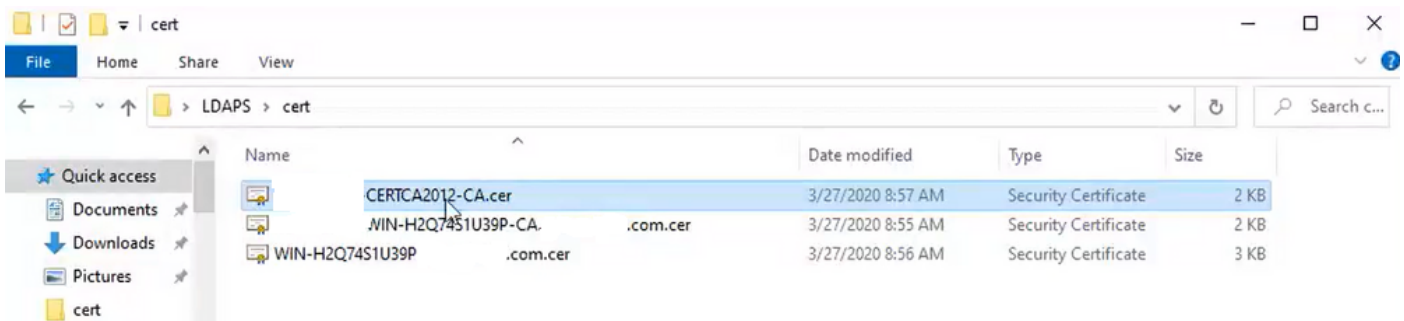 cert
File Home Share View
LDAPS > cert Search c...
Name Date modified Type Size
Quick access
Documents
Downloads
Pictures
cert
-CERTCA2012-CA.cer 3/27/2020 8:57 AM Security Certificate 2 KB
WIN-H2Q74S1U39P-CA. .com.cer 3/27/2020 8:55 AM Security Certificate 2 KB
WIN-H2Q74S1U39P .com.cer 3/27/2020 8:56 AM Security Certificate 3 KB